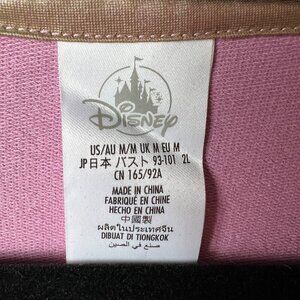 Disney
US/AU M/M UK M EU M
JP日本 バスト 93-101 2L
CN 165/92A
MADE IN CHINA
FABRIQUÉ EN CHINE
HECHO EN CHINA
中國製
ผลิตในประเทศจีน
DIBUAT DI TIONGKOK
صنع في الصين